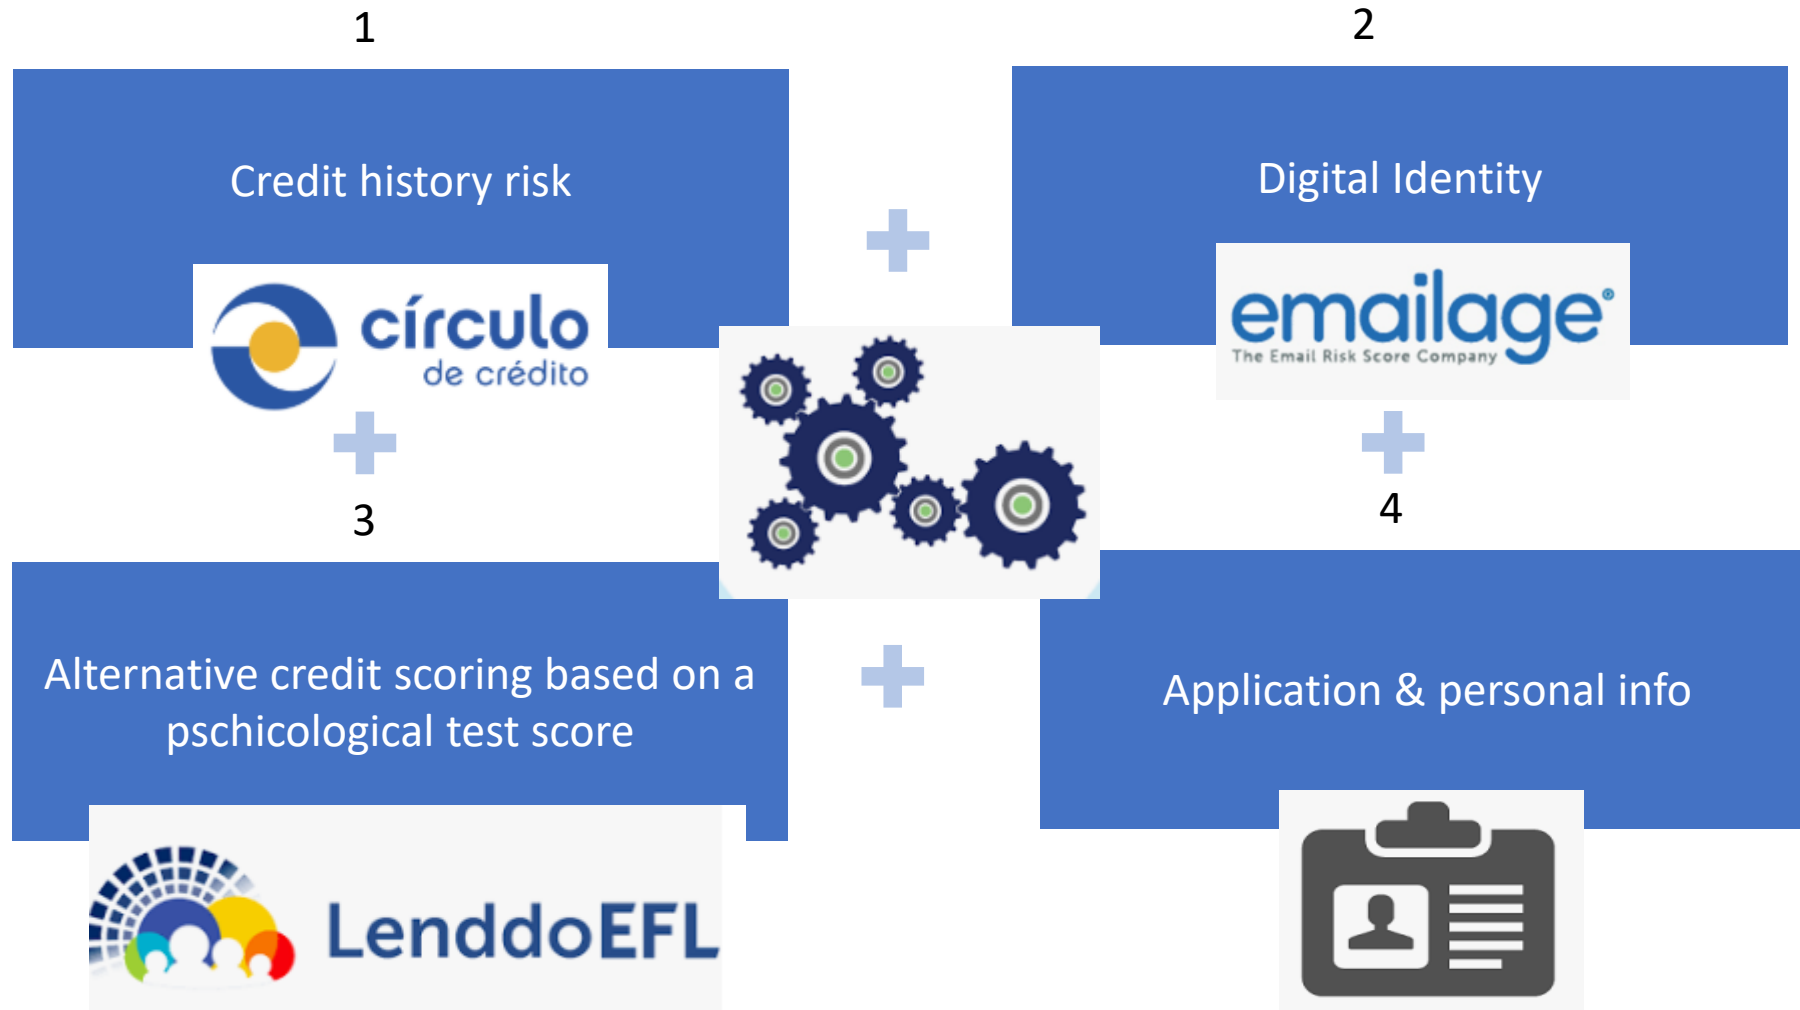 1
Credit history risk
círculo
de crédito
2
Digital Identity
emailage®
The Email Risk Score Company
3
Alternative credit scoring based on a
pschicological test score
LenddoEFL
4
Application & personal info